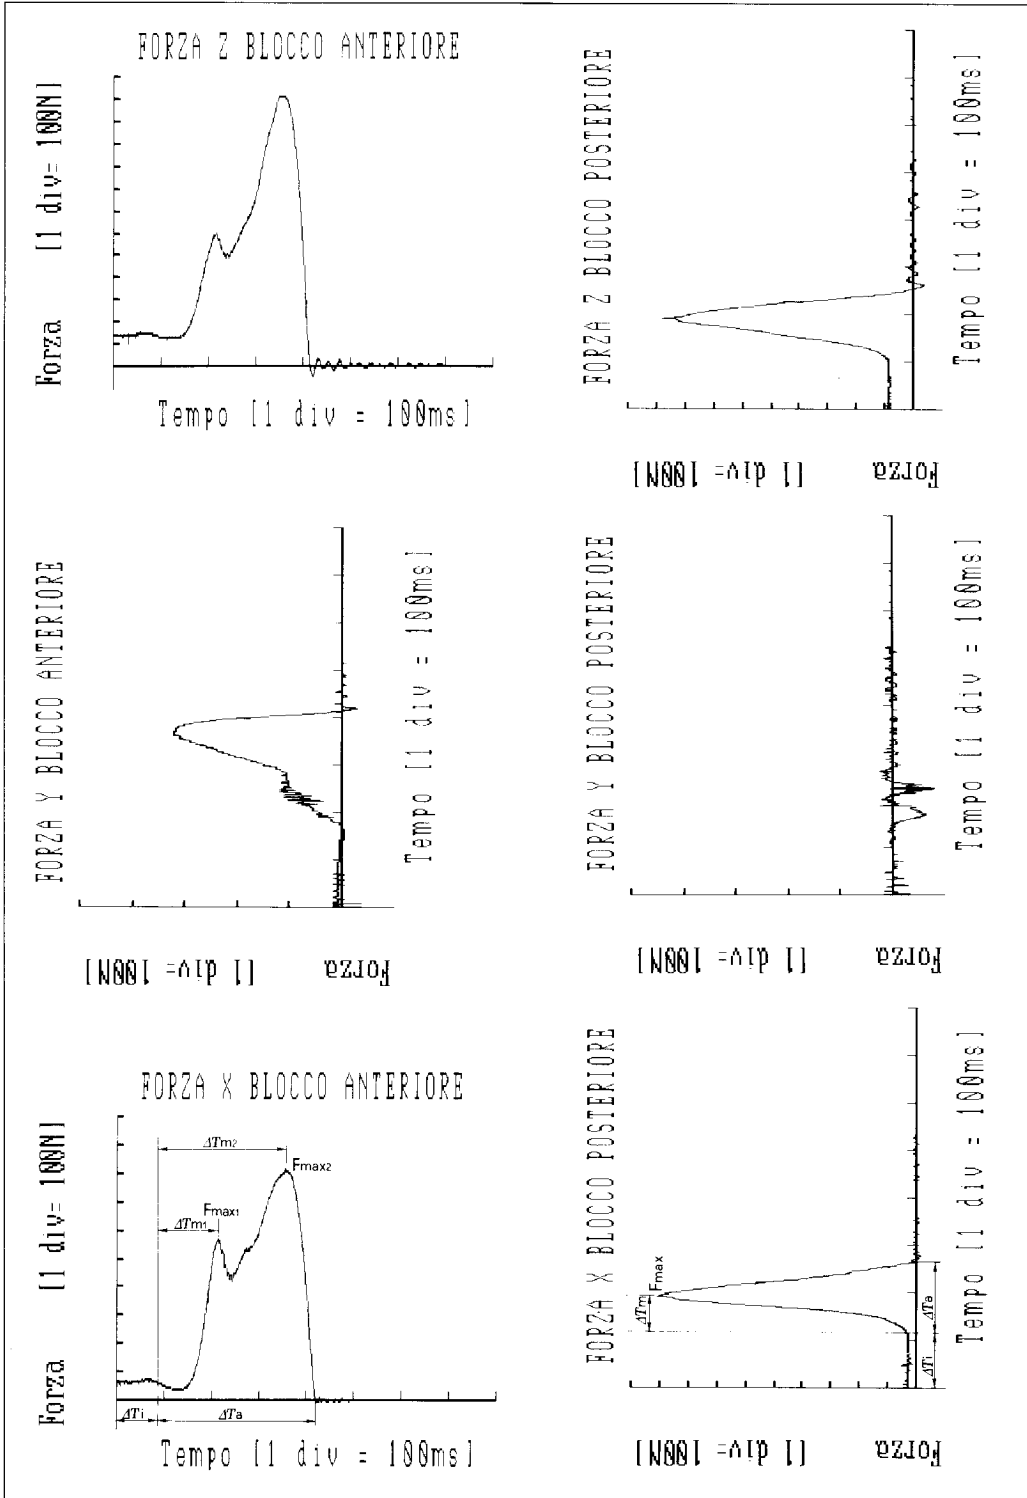 FORZA Z BLOCCO ANTERIORE
Forza [1 div= 100N]
Tempo [1 div = 100ms]
FORZA Z BLOCCO POSTERIORE
Tempo [1 div = 100ms]
Forza [1 div= 100N]
FORZA Y BLOCCO ANTERIORE
Tempo [1 div = 100ms]
Forza [1 div= 100N]
FORZA Y BLOCCO POSTERIORE
Tempo [1 div = 100ms]
Forza [1 div= 100N]
FORZA X BLOCCO ANTERIORE
Forza [1 div= 100N]
ΔTm2
Fmax2
Fmax1
ΔTm1
ΔTi
ΔTa
Tempo [1 div = 100ms]
FORZA X BLOCCO POSTERIORE
Fmax
ΔTm
ΔTa
ΔTi
Tempo [1 div = 100ms]
Forza [1 div= 100N]